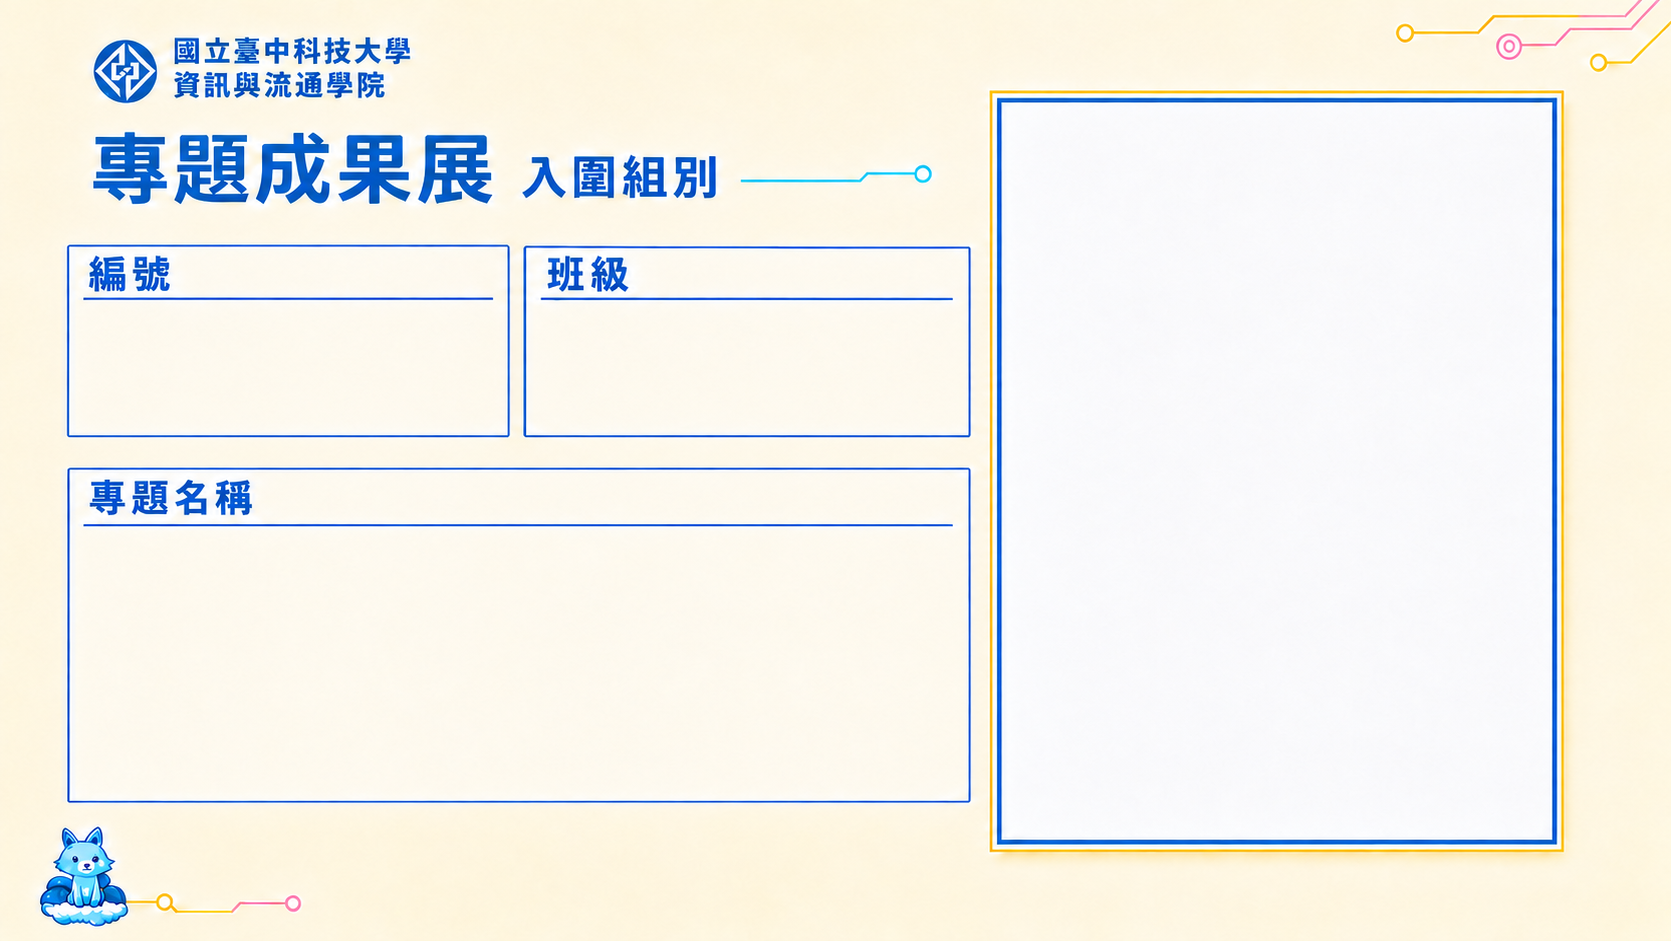 國立臺中科技大學
資訊與流通學院
專題成果展 入圍組別
編號
班級
專題名稱